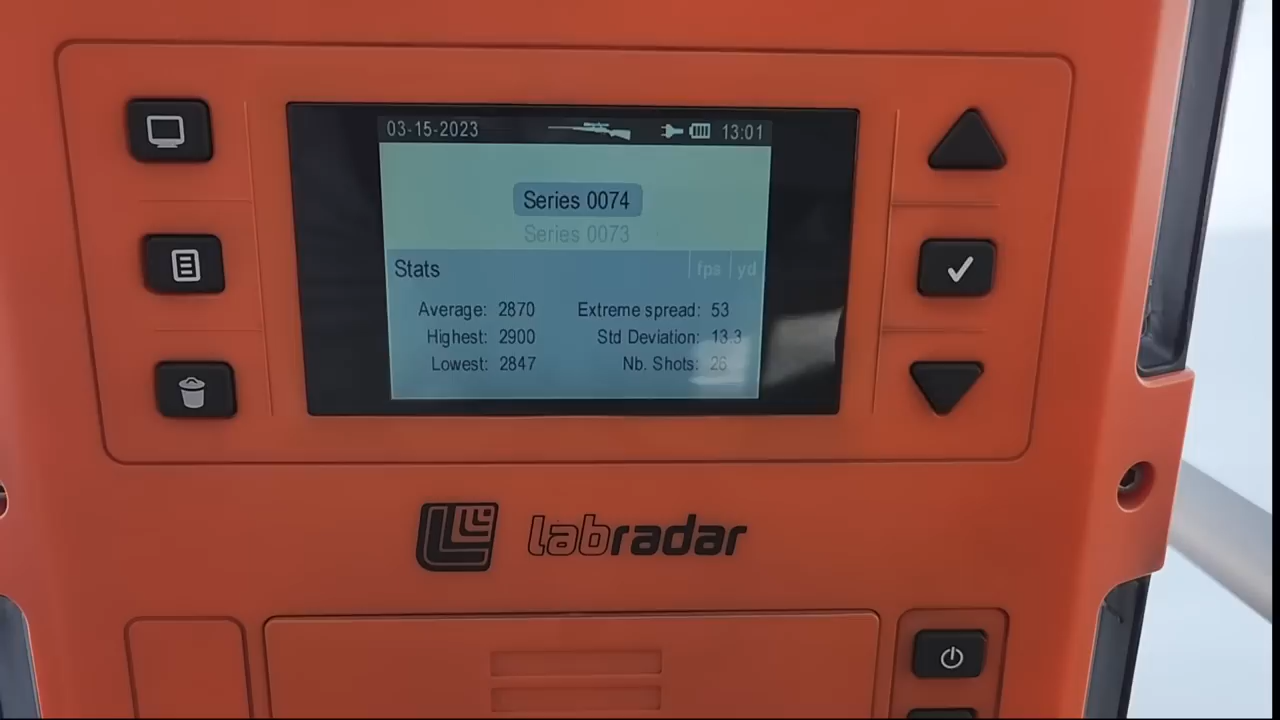 03-15-2023 13:01
Series 0074
Series 0073
Stats fps yd
Average: 2870 Extreme spread: 53
Highest: 2900 Std Deviation: 13.3
Lowest: 2847 Nb. Shots: 26
labradar